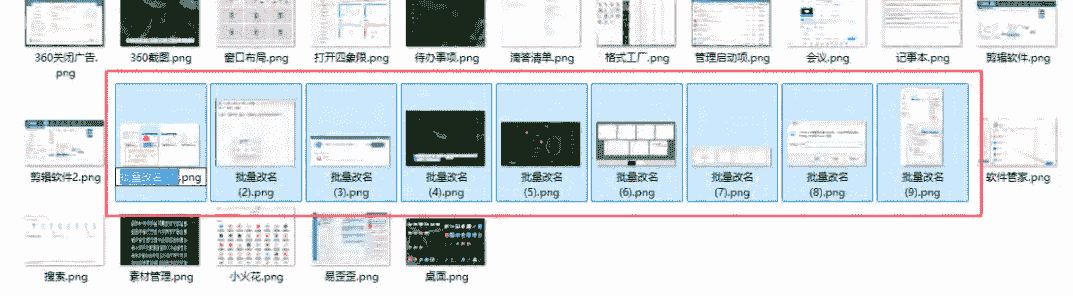 360关闭广告.png
360截图.png
窗口布局.png
打开四象限.png
待办事项.png
滴答清单.png
格式工厂.png
管理启动项.png
会议.png
记事本.png
剪辑软件.png
剪辑软件2.png
批量改名 .png
批量改名
(2).png
批量改名
(3).png
批量改名
(4).png
批量改名
(5).png
批量改名
(6).png
批量改名
(7).png
批量改名
(8).png
批量改名
(9).png
软件管家.png
搜索.png
素材管理.png
小火花.png
易歪歪.png
桌面.png